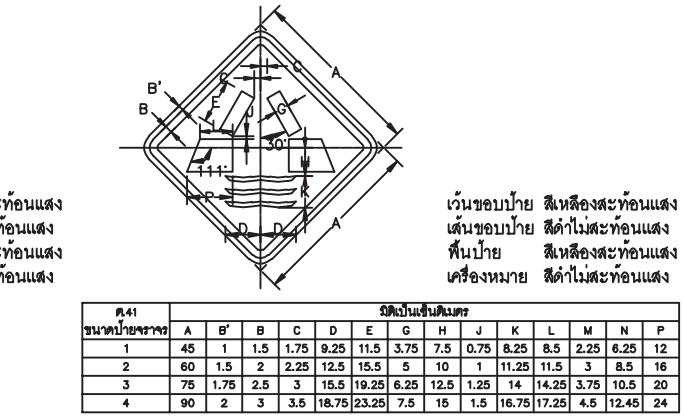 C
A
C
B'
E
G
B
J
L
30°
111°
M
K
P
D
D
A
ะท้อนแสง
ท้อนแสง
ะท้อนแสง
ท้อนแสง
เว้นขอบป้าย สีเหลืองสะท้อนแสง
เส้นขอบป้าย สีดำไม่สะท้อนแสง
พื้นป้าย สีเหลืองสะท้อนแสง
เครื่องหมาย สีดำไม่สะท้อนแสง
ต.41 มิติเป็นเซ็นติเมตร
ขนาดป้ายจราจร A B' B C D E G H J K L M N P
1 45 1 1.5 1.75 9.25 11.5 3.75 7.5 0.75 8.25 8.5 2.25 6.25 12
2 60 1.5 2 2.25 12.5 15.5 5 10 1 11.25 11.5 3 8.5 16
3 75 1.75 2.5 3 15.5 19.25 6.25 12.5 1.25 14 14.25 3.75 10.5 20
4 90 2 3 3.5 18.75 23.25 7.5 15 1.5 16.75 17.25 4.5 12.45 24